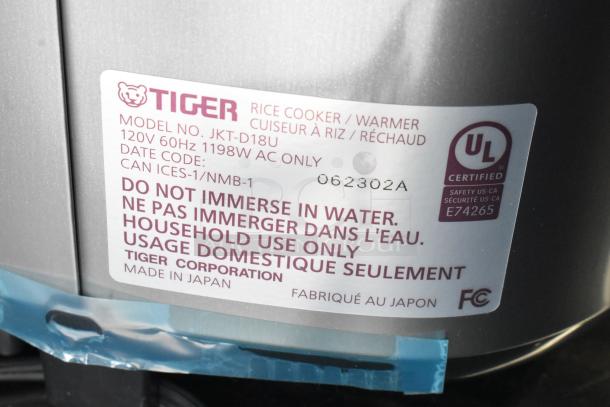 TIGER
RICE COOKER / WARMER
CUISEUR À RIZ / RÉCHAUD
MODEL NO. JKT-D18U
120V 60Hz 1198W AC ONLY
DATE CODE: 062302A
CAN ICES-1/NMB-1
DO NOT IMMERSE IN WATER.
NE PAS IMMERGER DANS L'EAU.
HOUSEHOLD USE ONLY
USAGE DOMESTIQUE SEULEMENT
TIGER CORPORATION
MADE IN JAPAN
FABRIQUÉ AU JAPON
FC
UL
CERTIFIED
SAFETY US-CA
SÉCURITÉ US-CA
E74265